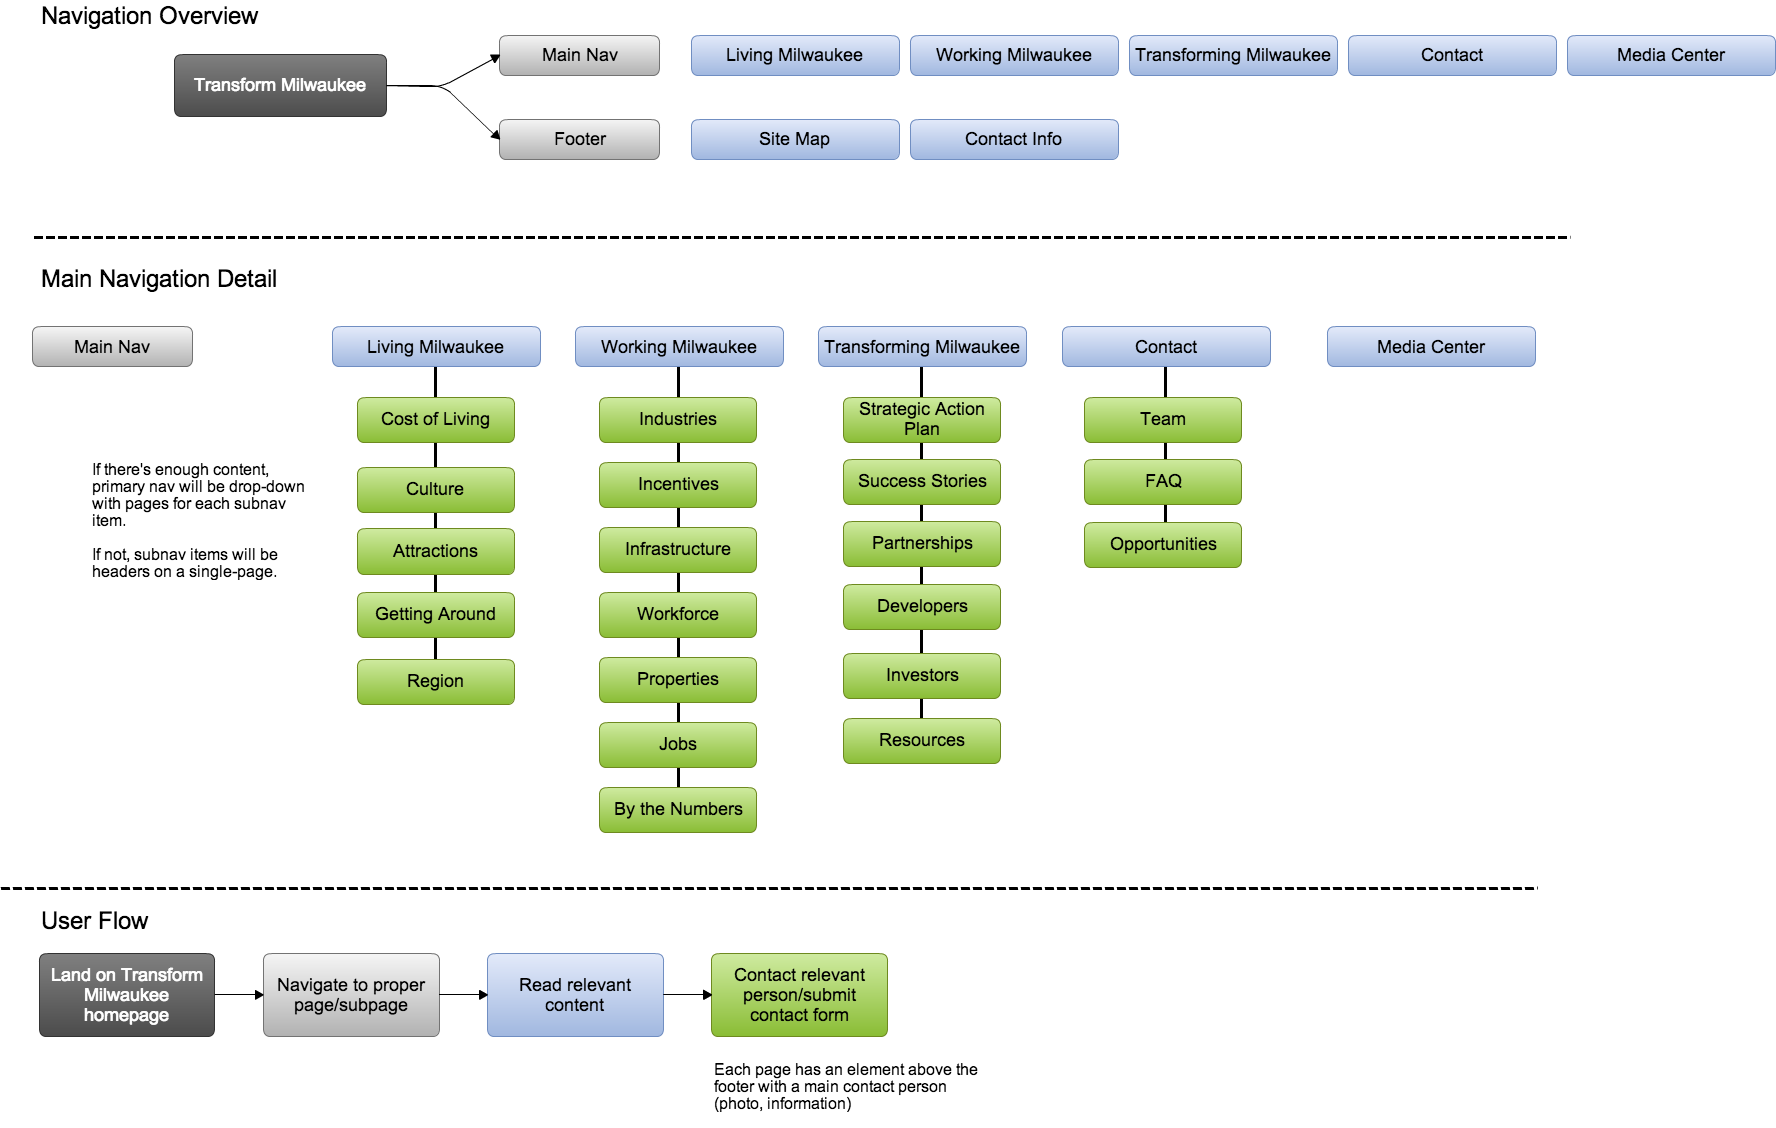 Navigation Overview
Transform Milwaukee
Main Nav
Living Milwaukee
Working Milwaukee
Transforming Milwaukee
Contact
Media Center
Footer
Site Map
Contact Info
Main Navigation Detail
Main Nav
If there's enough content,
primary nav will be drop-down
with pages for each subnav
item.
If not, subnav items will be
headers on a single-page.
Living Milwaukee
Cost of Living
Culture
Attractions
Getting Around
Region
Working Milwaukee
Industries
Incentives
Infrastructure
Workforce
Properties
Jobs
By the Numbers
Transforming Milwaukee
Strategic Action
Plan
Success Stories
Partnerships
Developers
Investors
Resources
Contact
Team
FAQ
Opportunities
Media Center
User Flow
Land on Transform
Milwaukee
homepage
Navigate to proper
page/subpage
Read relevant
content
Contact relevant
person/submit
contact form
Each page has an element above the
footer with a main contact person
(photo, information)